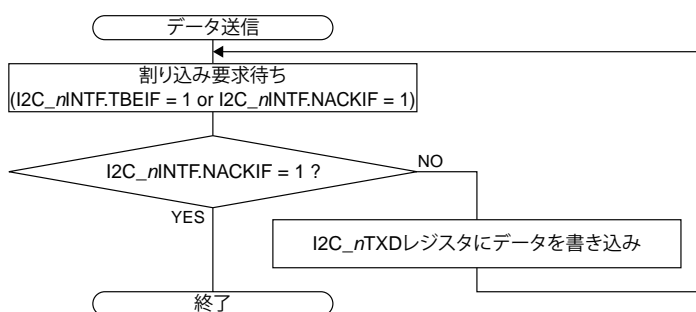 データ送信
割り込み要求待ち
(I2C_nINTF.TBEIF = 1 or I2C_nINTF.NACKIF = 1)
I2C_nINTF.NACKIF = 1 ?
NO
YES
I2C_nTXDレジスタにデータを書き込み
終了